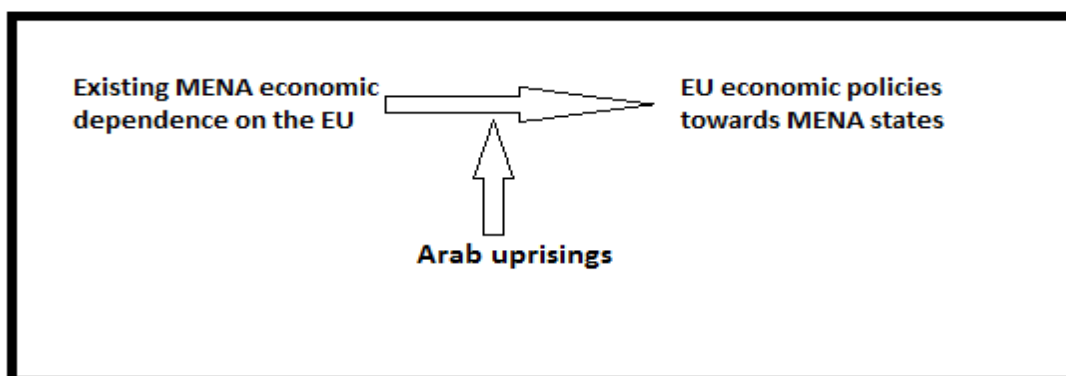 Existing MENA economic
dependence on the EU
EU economic policies
towards MENA states
Arab uprisings